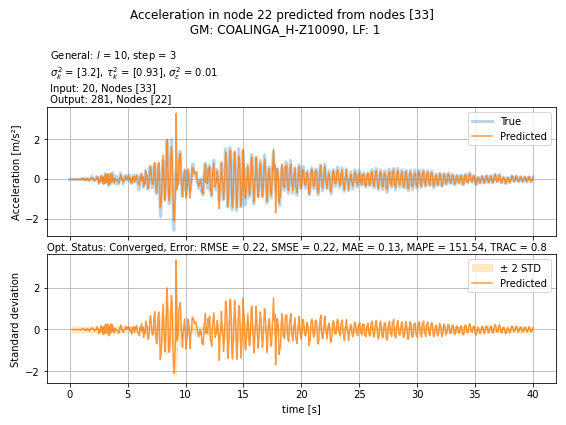 Acceleration in node 22 predicted from nodes [33]
GM: COALINGA_H-Z10090, LF: 1
General: l = 10, step = 3
σ²ₖ = [3.2], τ²ₖ = [0.93], σ²ε = 0.01
Input: 20, Nodes [33]
Output: 281, Nodes [22]
Acceleration [m/s²]
2
0
−2
True
Predicted
Opt. Status: Converged, Error: RMSE = 0.22, SMSE = 0.22, MAE = 0.13, MAPE = 151.54, TRAC = 0.8
Standard deviation
2
0
−2
± 2 STD
Predicted
0 5 10 15 20 25 30 35 40
time [s]